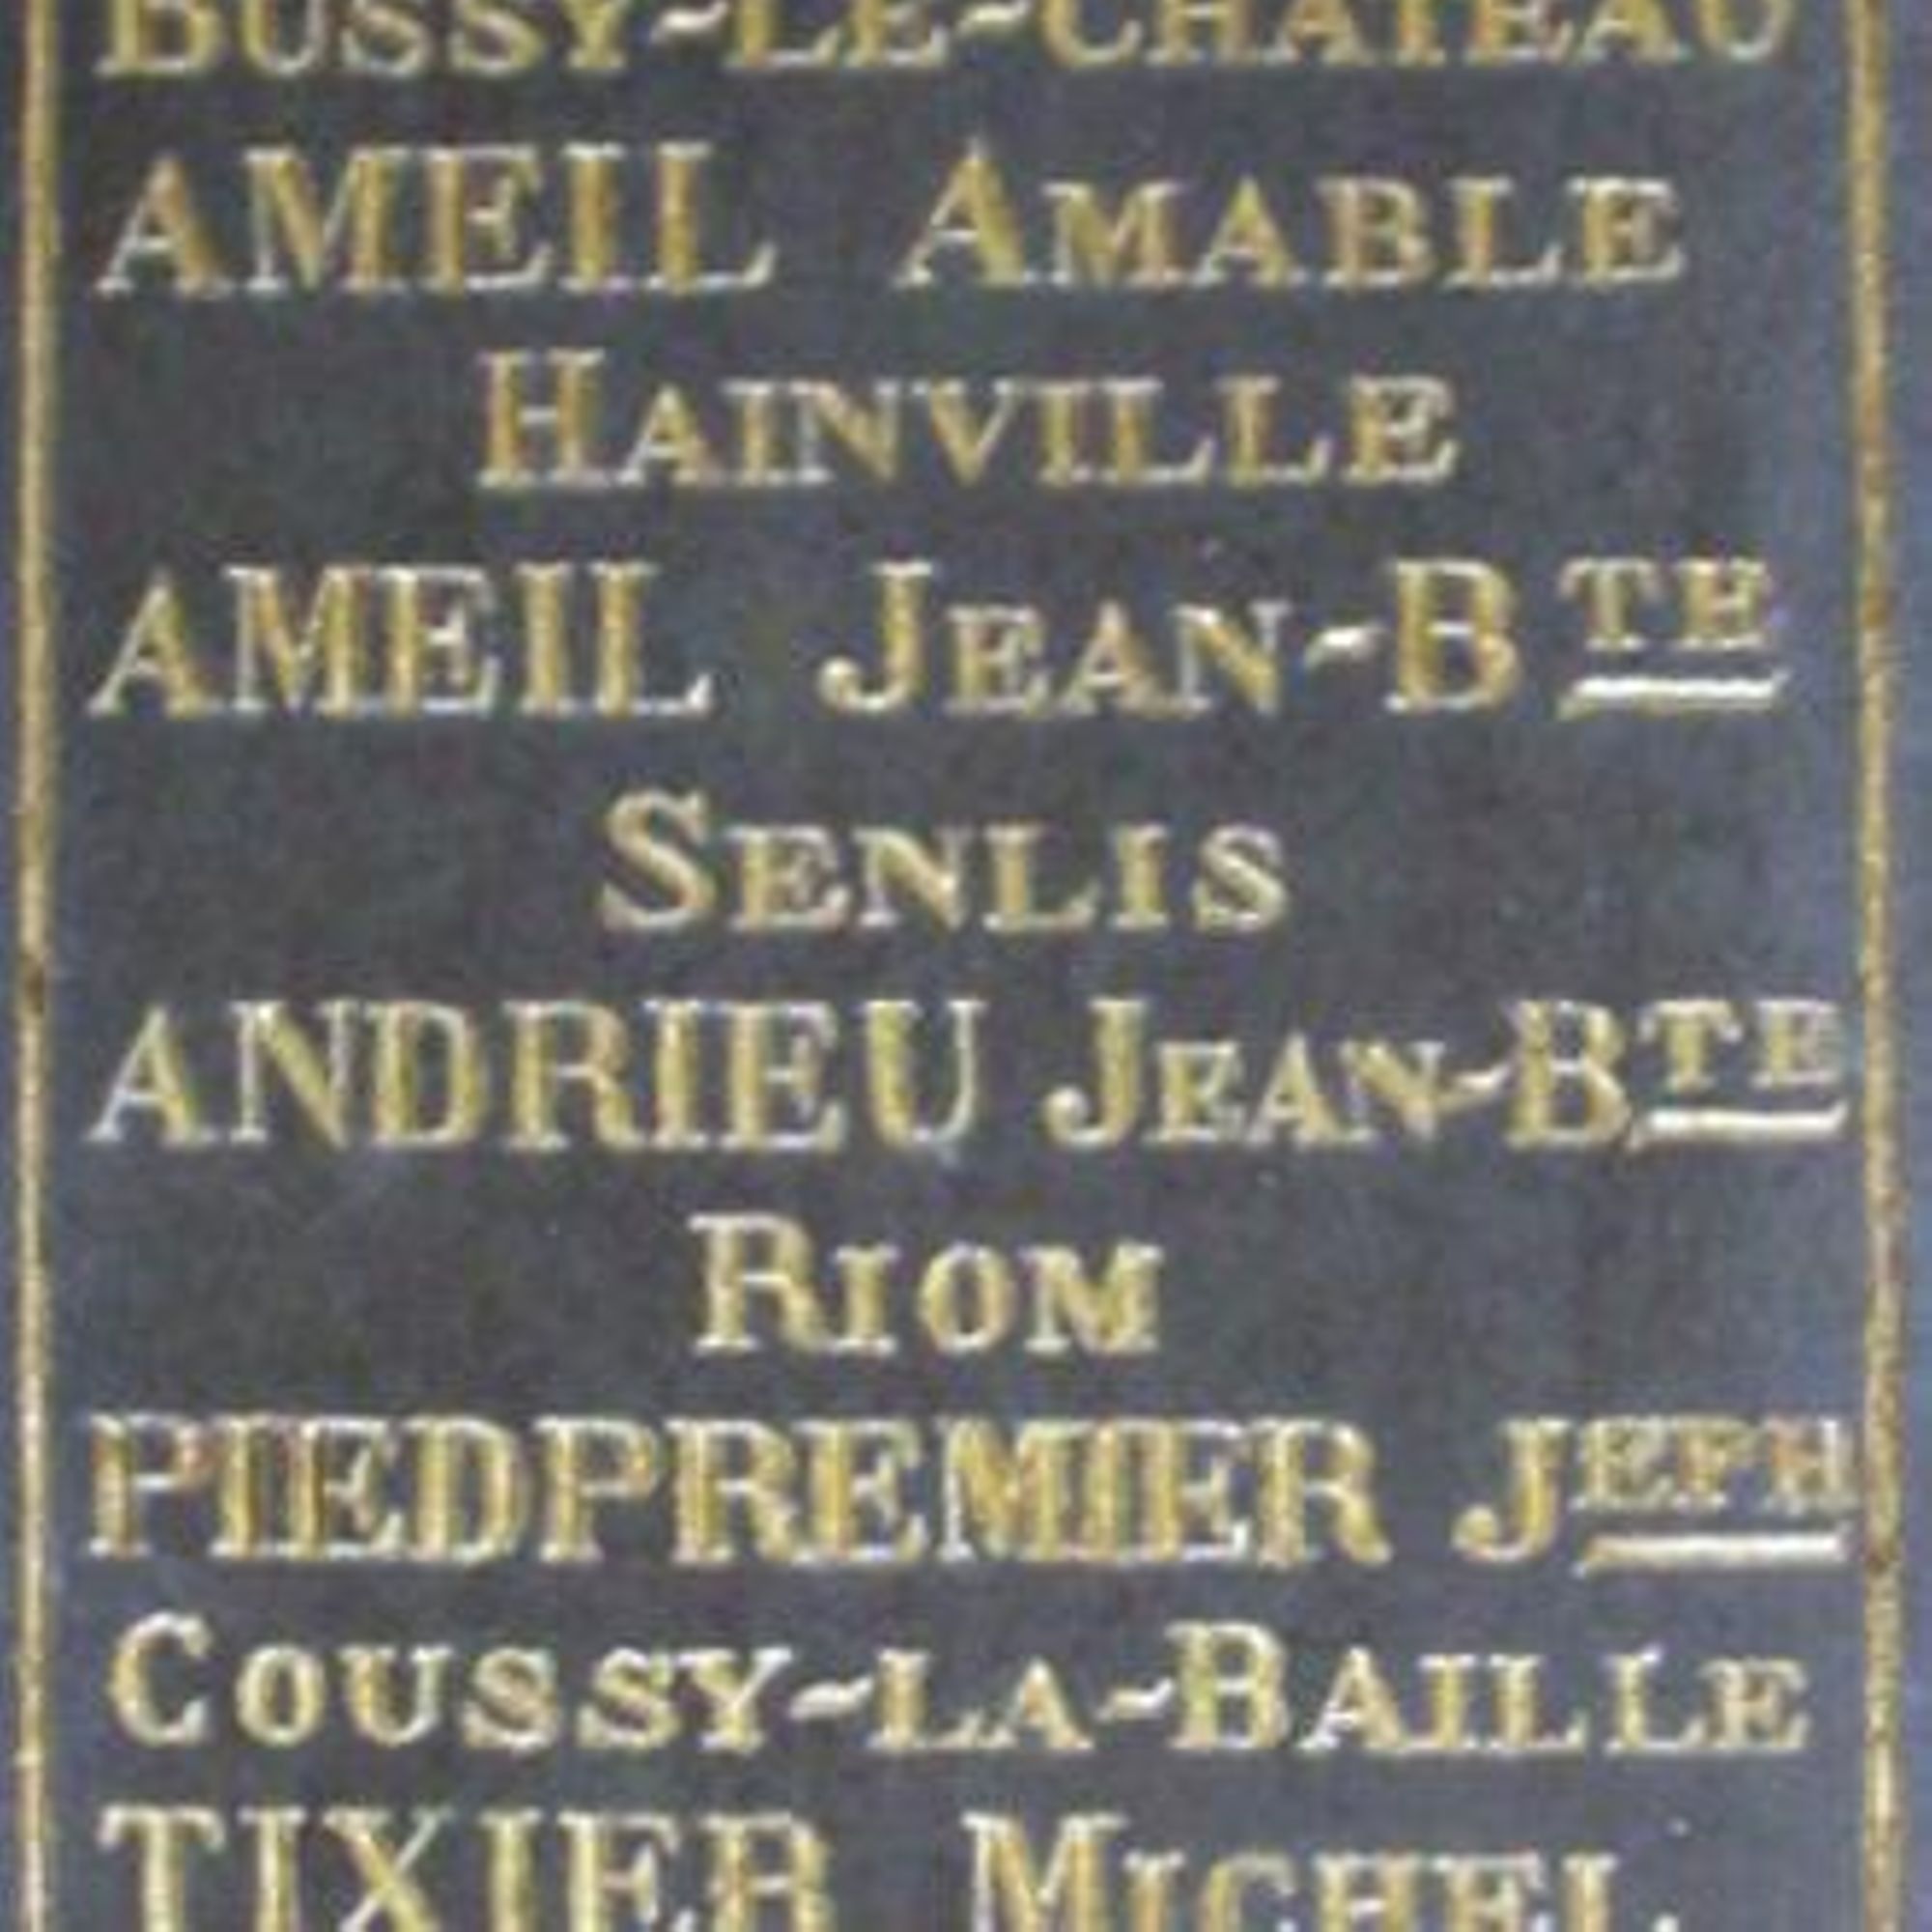 BUSSY-LE-CHATEAU
AMEIL AMABLE
HAINVILLE
AMEIL JEAN-BTE
SENLIS
ANDRIEU JEAN-BTE
RIOM
PIEDPREMIER JEPH
COUSSY-LA-BAILLE
TIXIER MICHEL